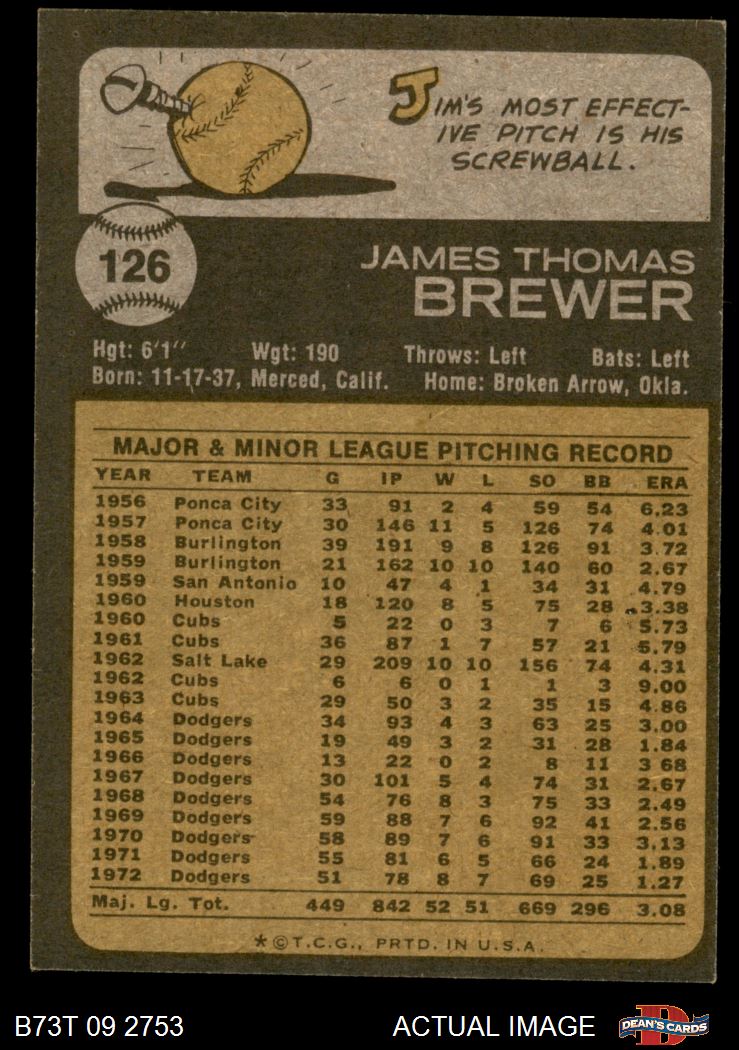 JIM'S MOST EFFECT-
IVE PITCH IS HIS
SCREWBALL.
126
JAMES THOMAS
BREWER
Hgt: 6'1" Wgt: 190 Throws: Left Bats: Left
Born: 11-17-37, Merced, Calif. Home: Broken Arrow, Okla.
MAJOR & MINOR LEAGUE PITCHING RECORD
YEAR TEAM G IP W L SO BB ERA
1956 Ponca City 33 91 2 4 59 54 6.23
1957 Ponca City 30 146 11 5 126 74 4.01
1958 Burlington 39 191 9 8 126 91 3.72
1959 Burlington 21 162 10 10 140 60 2.67
1959 San Antonio 10 47 4 1 34 31 4.79
1960 Houston 18 120 8 5 75 28 3.38
1960 Cubs 5 22 0 3 7 6 5.73
1961 Cubs 36 87 1 7 57 21 5.79
1962 Salt Lake 29 209 10 10 156 74 4.31
1962 Cubs 6 6 0 1 1 3 9.00
1963 Cubs 29 50 3 2 35 15 4.86
1964 Dodgers 34 93 4 3 63 25 3.00
1965 Dodgers 19 49 3 2 31 28 1.84
1966 Dodgers 13 22 0 2 8 11 3 68
1967 Dodgers 30 101 5 4 74 31 2.67
1968 Dodgers 54 76 8 3 75 33 2.49
1969 Dodgers 59 88 7 6 92 41 2.56
1970 Dodgers 58 89 7 6 91 33 3.13
1971 Dodgers 55 81 6 5 66 24 1.89
1972 Dodgers 51 78 8 7 69 25 1.27
Maj. Lg. Tot. 449 842 52 51 669 296 3.08
*©T.C.G., PRTD. IN U.S.A.
B73T 09 2753 ACTUAL IMAGE D DEAN'S CARDS